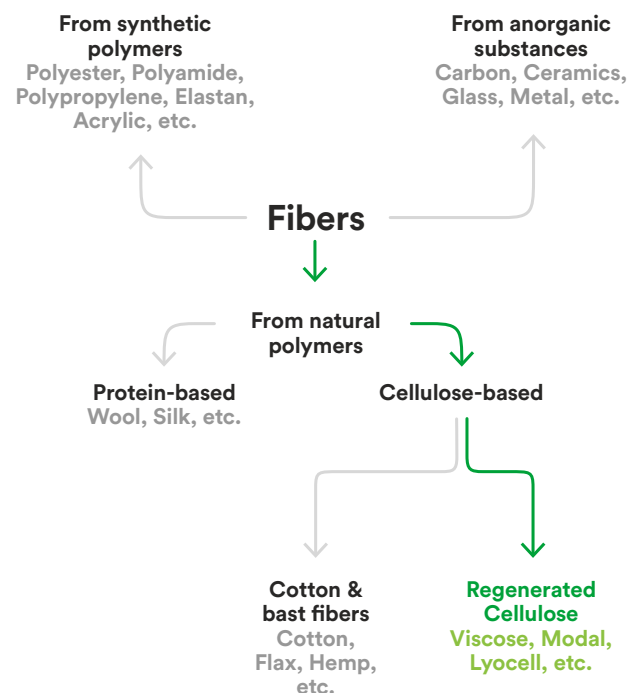 From synthetic
polymers
Polyester, Polyamide,
Polypropylene, Elastan,
Acrylic, etc.
From anorganic
substances
Carbon, Ceramics,
Glass, Metal, etc.
Fibers
From natural
polymers
Protein-based
Wool, Silk, etc.
Cellulose-based
Cotton &
bast fibers
Cotton,
Flax, Hemp,
etc.
Regenerated
Cellulose
Viscose, Modal,
Lyocell, etc.